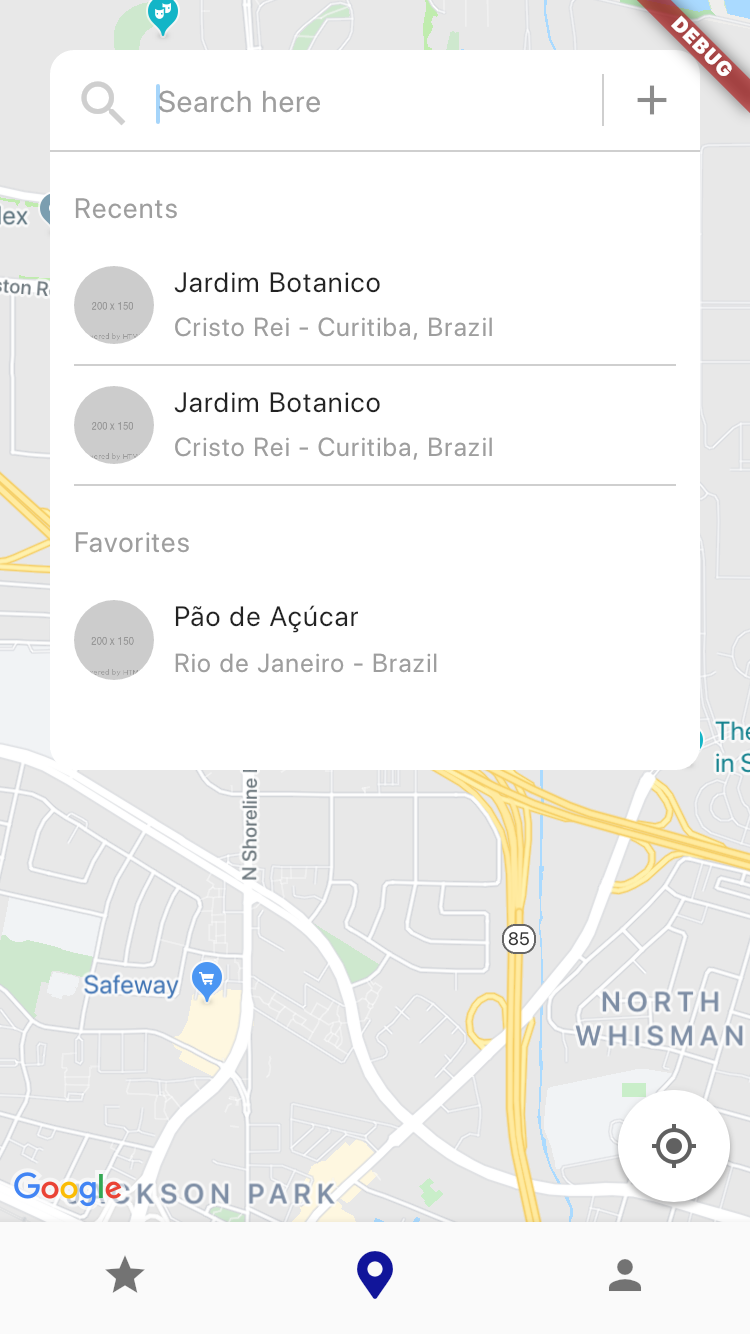 DEBUG
Search here
Recents
Jardim Botanico
200 x 150
Cristo Rei - Curitiba, Brazil
Jardim Botanico
200 x 150
Cristo Rei - Curitiba, Brazil
Favorites
Pão de Açúcar
200 x 150
Rio de Janeiro - Brazil
lex
ston R
The
in S
N Shoreline
85
Safeway
NORTH
WHISMAN
Google
CKSON PARK